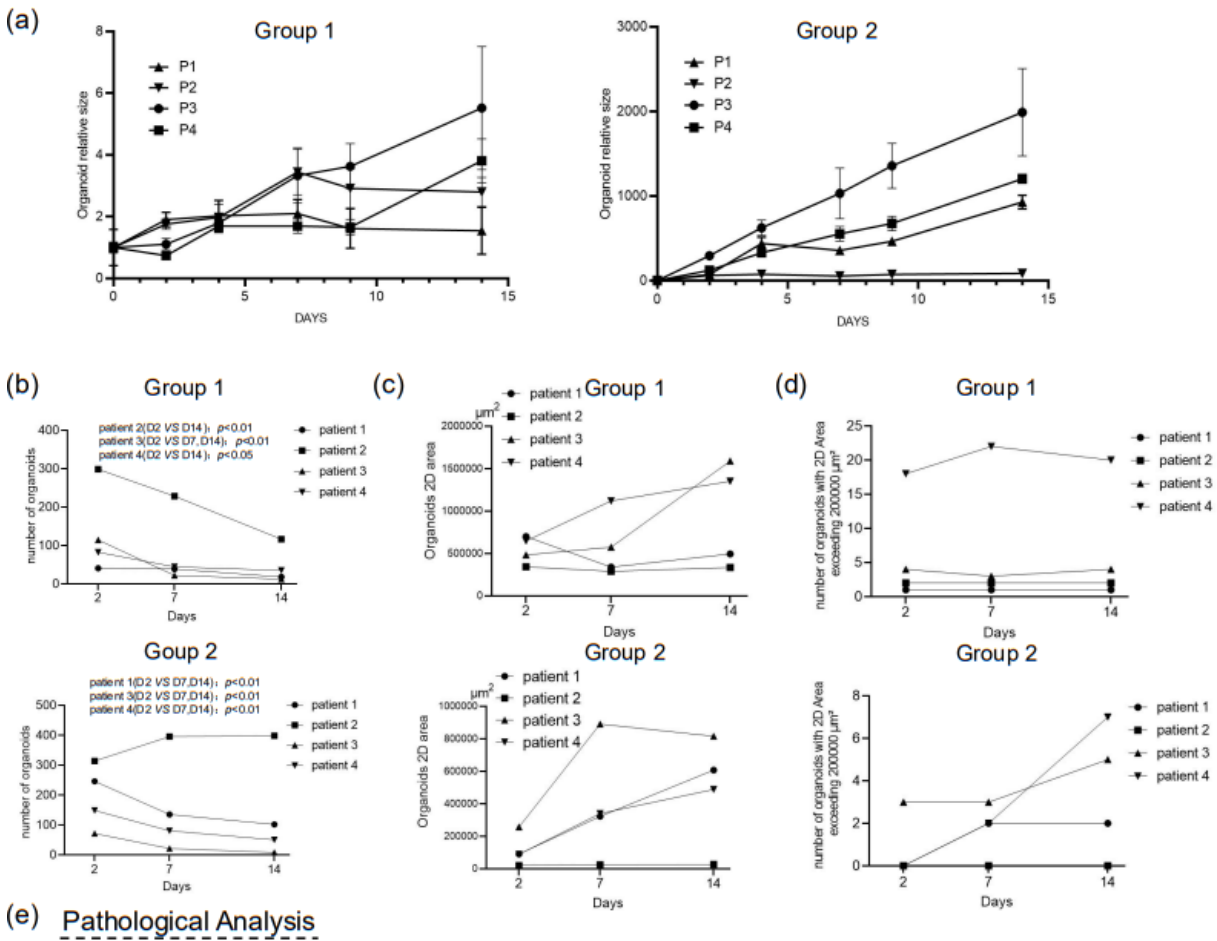 (a)
Group 1
Organoid relative size
8
6
4
2
0
P1
P2
P3
P4
0 5 10 15
DAYS
Group 2
Organoid relative size
3000
2000
1000
0
P1
P2
P3
P4
0 5 10 15
DAYS
(b)
Group 1
patient 2(D2 VS D14)； p<0.01
patient 3(D2 VS D7,D14)； p<0.01
patient 4(D2 VS D14)； p<0.05
number of organoids
400
300
200
100
0
patient 1
patient 2
patient 3
patient 4
2 7 14
Days
Goup 2
patient 1(D2 VS D7,D14)； p<0.01
patient 3(D2 VS D7,D14)； p<0.01
patient 4(D2 VS D7,D14)； p<0.01
number of organoids
500
400
300
200
100
0
patient 1
patient 2
patient 3
patient 4
2 7 14
Days
(c)
Group 1
µm²
Organoids 2D area
2000000
1500000
1000000
500000
0
patient 1
patient 2
patient 3
patient 4
2 7 14
Days
Group 2
µm²
Organoids 2D area
1000000
800000
600000
400000
200000
0
patient 1
patient 2
patient 3
patient 4
2 7 14
Days
(d)
Group 1
number of organoids with 2D Area
exceeding 200000 µm²
25
20
15
10
5
0
patient 1
patient 2
patient 3
patient 4
2 7 14
Days
Group 2
number of organoids with 2D Area
exceeding 200000 µm²
8
6
4
2
0
patient 1
patient 2
patient 3
patient 4
2 7 14
Days
(e) Pathological Analysis